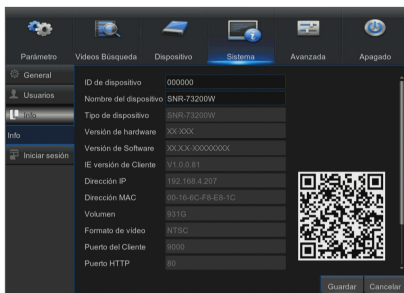 Parámetro Videos Búsqueda Dispositivo Sistema Avanzada Apagado
General
Usuarios
Info
Info
Iniciar sesión
ID de dispositivo 000000
Nombre del dispositivo SNR-73200W
Tipo de dispositivo SNR-73200W
Versión de hardware XX-XXX
Versión de Software XX.X.X-XXXXXXXX
IE versión de Cliente V1.0.0.81
Dirección IP 192.168.4.207
Dirección MAC 00-16-6C-F8-E8-1C
Volumen 931G
Formato de vídeo NTSC
Puerto del Cliente 9000
Puerto HTTP 80
Guardar Cancelar